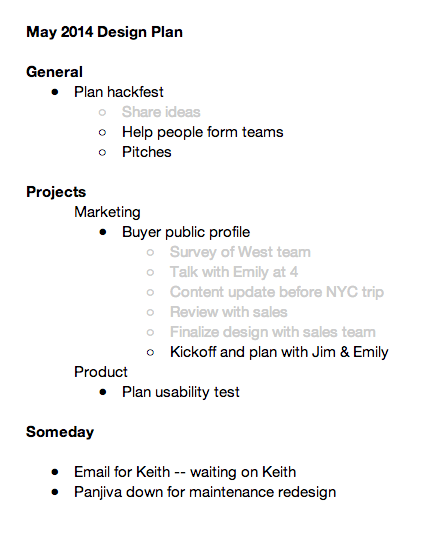 May 2014 Design Plan
General
Plan hackfest
Share ideas
Help people form teams
Pitches
Projects
Marketing
Buyer public profile
Survey of West team
Talk with Emily at 4
Content update before NYC trip
Review with sales
Finalize design with sales team
Kickoff and plan with Jim & Emily
Product
Plan usability test
Someday
Email for Keith -- waiting on Keith
Panjiva down for maintenance redesign